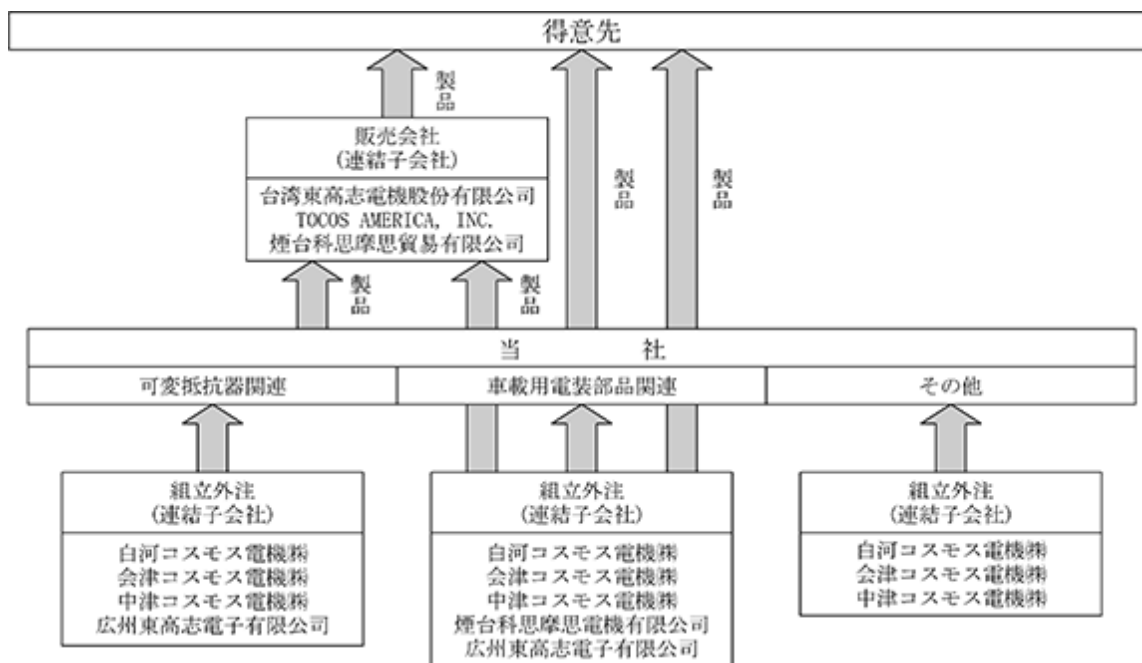 得意先
製品
販売会社
(連結子会社)
台湾東高志電機股份有限公司
TOCOS AMERICA, INC.
煙台科思摩思貿易有限公司
製品
製品
製品
製品
当　　社
可変抵抗器関連
車載用電装部品関連
その他
組立外注
(連結子会社)
白河コスモス電機㈱
会津コスモス電機㈱
中津コスモス電機㈱
広州東高志電子有限公司
組立外注
(連結子会社)
白河コスモス電機㈱
会津コスモス電機㈱
中津コスモス電機㈱
煙台科思摩思電機有限公司
広州東高志電子有限公司
組立外注
(連結子会社)
白河コスモス電機㈱
会津コスモス電機㈱
中津コスモス電機㈱